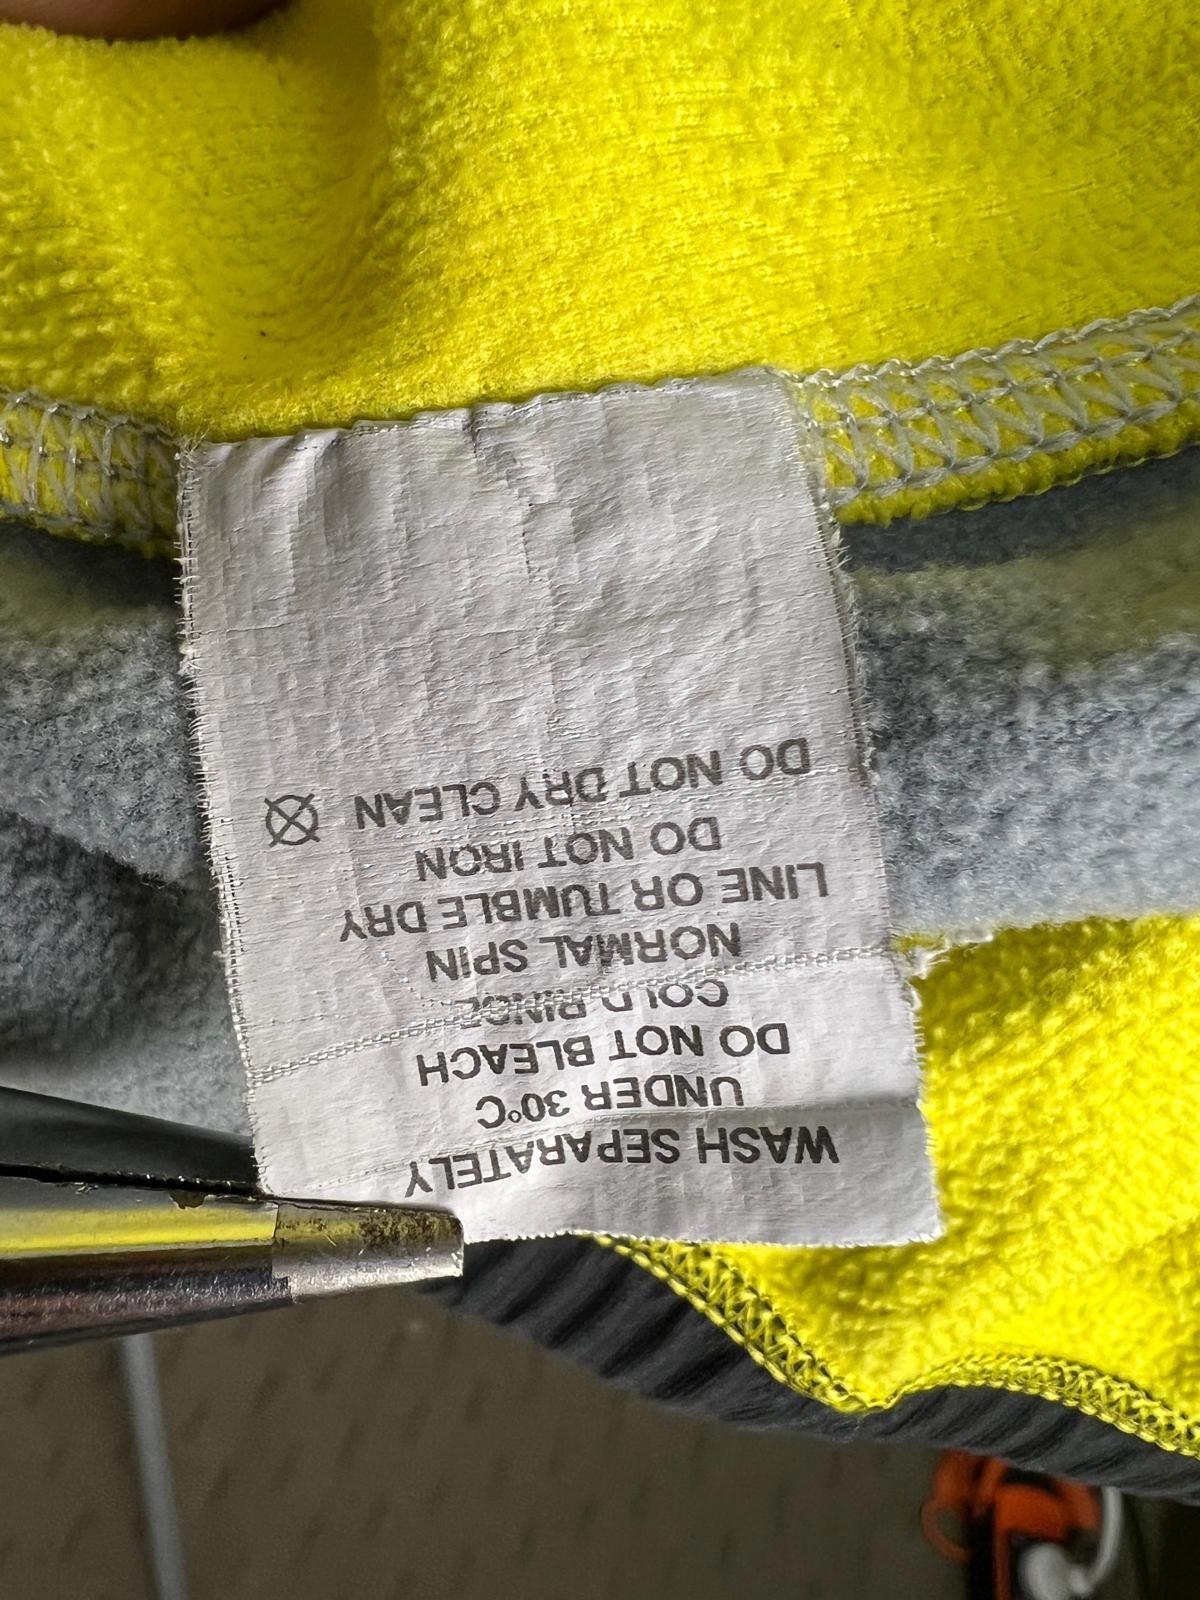 WASH SEPARATELY
UNDER 30°C
DO NOT BLEACH
COLD RINGE
NORMAL SPIN
LINE OR TUMBLE DRY
DO NOT IRON
DO NOT DRY CLEAN